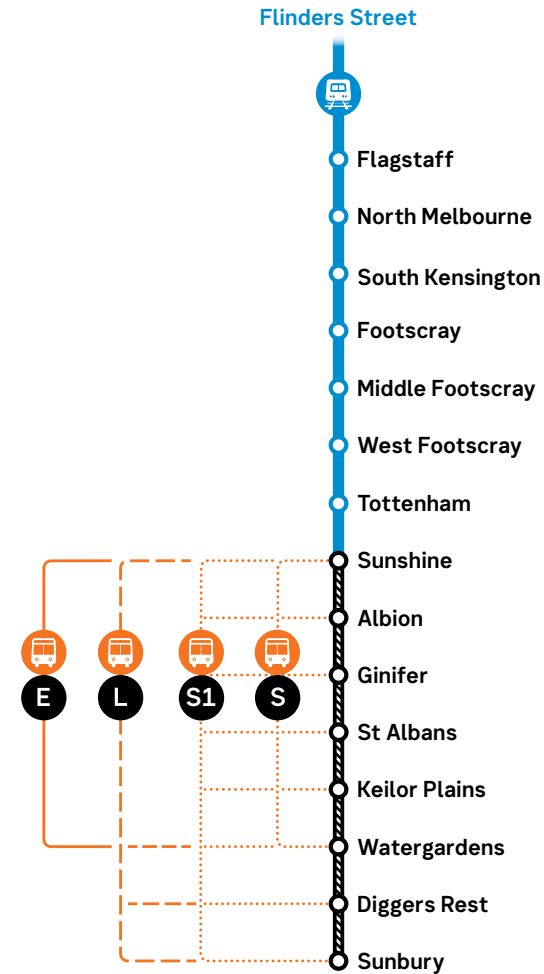 Flinders Street
Flagstaff
North Melbourne
South Kensington
Footscray
Middle Footscray
West Footscray
Tottenham
Sunshine
Albion
Ginifer
E L S1 S
St Albans
Keilor Plains
Watergardens
Diggers Rest
Sunbury